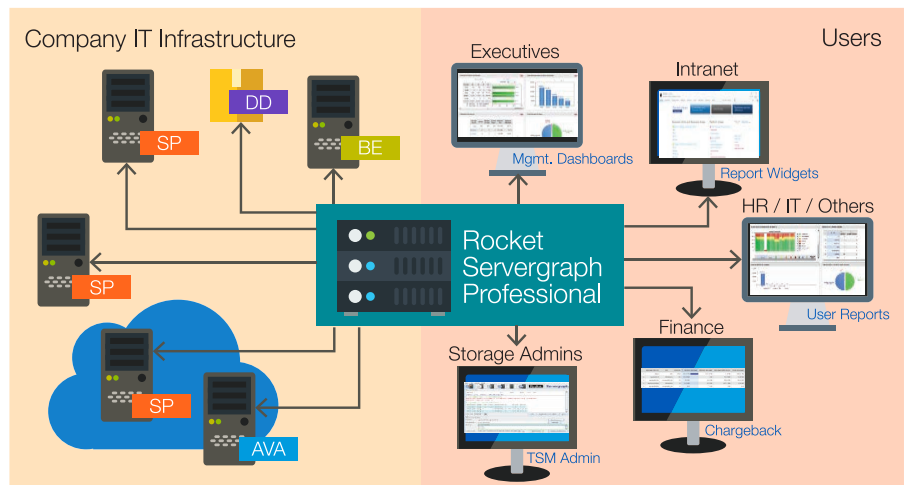 Company IT Infrastructure
Users
Executives
Intranet
DD
SP
BE
Mgmt. Dashboards
Report Widgets
HR / IT / Others
Rocket
Servergraph
Professional
SP
User Reports
Finance
Storage Admins
SP
Chargeback
AVA
TSM Admin